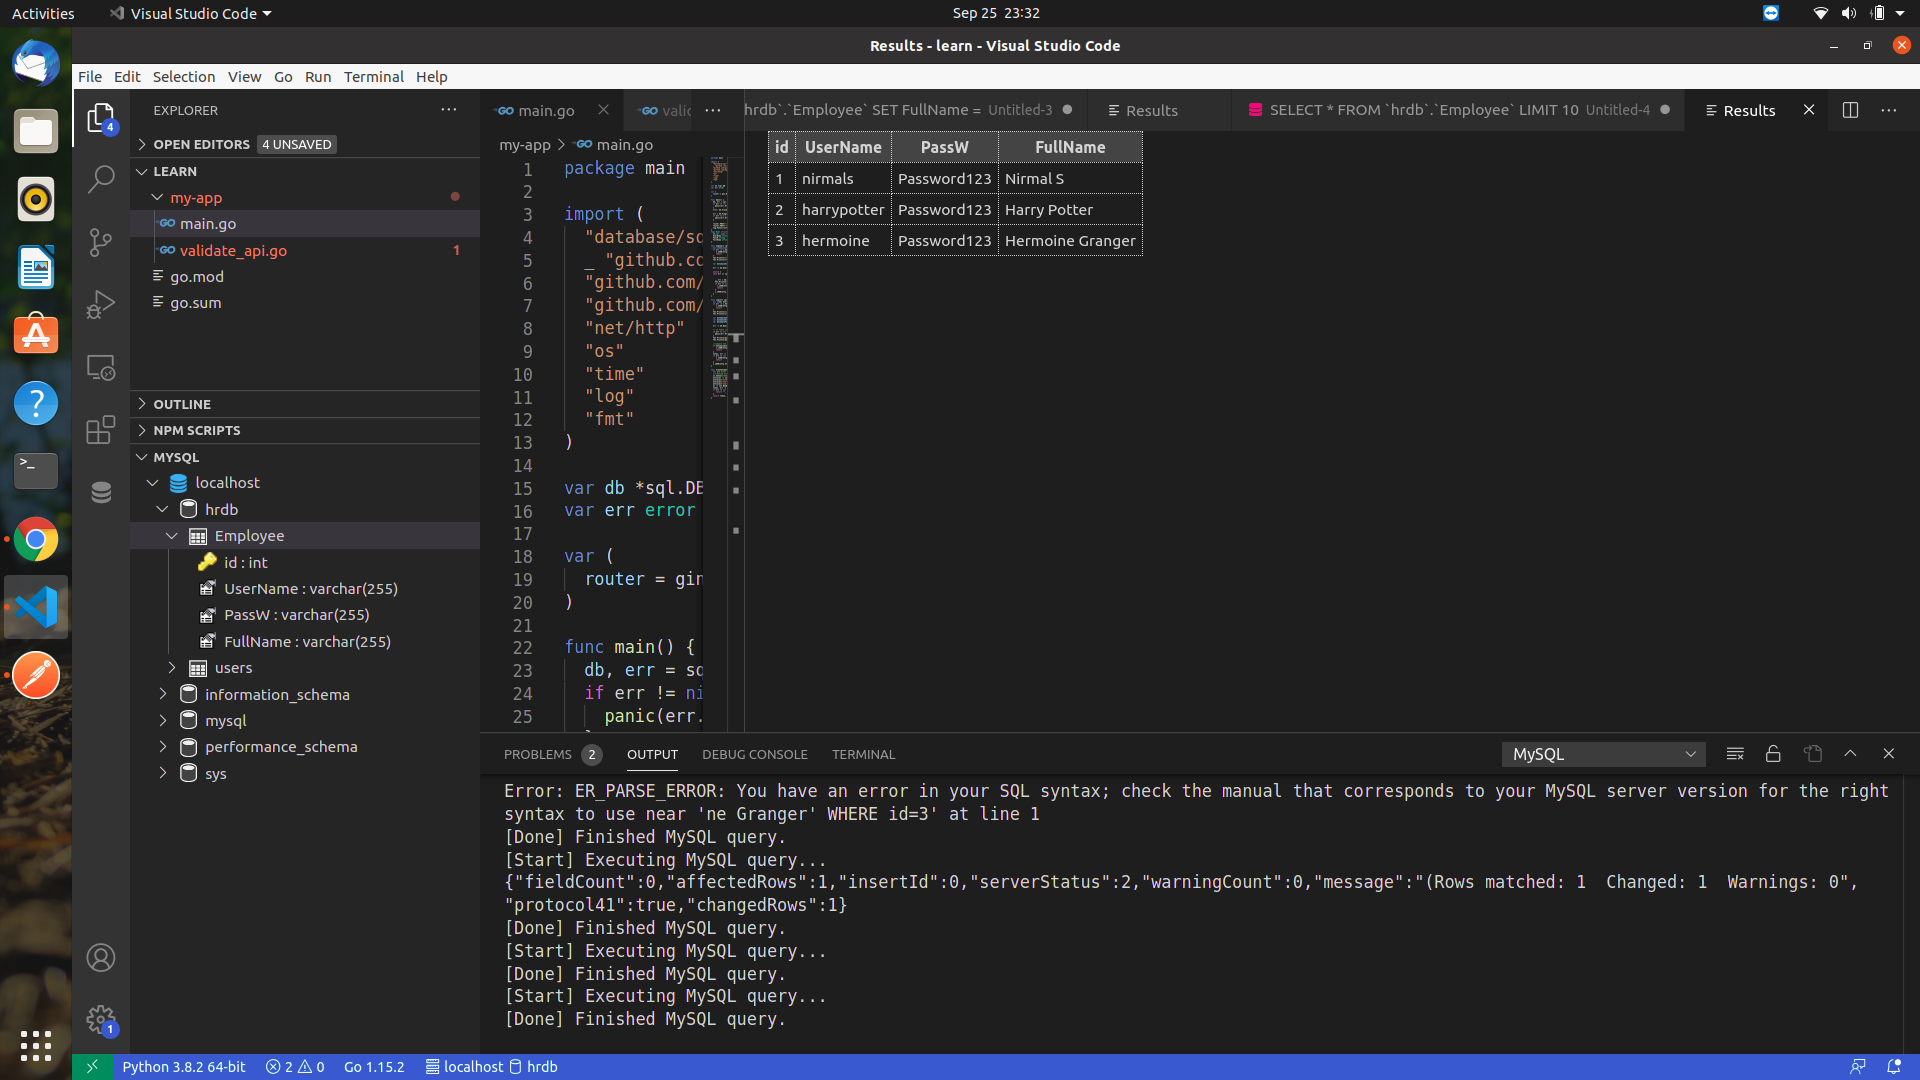 Activities
Visual Studio Code
Sep 25 23:32
Results - learn - Visual Studio Code
File Edit Selection View Go Run Terminal Help
EXPLORER
OPEN EDITORS 4 UNSAVED
LEARN
my-app
main.go
validate_api.go 1
go.mod
go.sum
OUTLINE
NPM SCRIPTS
MYSQL
localhost
hrdb
Employee
id : int
UserName : varchar(255)
PassW : varchar(255)
FullName : varchar(255)
users
information_schema
mysql
performance_schema
sys
4
1
main.go
valid
hrdb`.`Employee` SET FullName = Untitled-3
Results
SELECT * FROM `hrdb`.`Employee` LIMIT 10 Untitled-4
Results
my-app > main.go
1 package main
2
3 import (
4 "database/sq
5 _ "github.co
6 "github.com/
7 "github.com/
8 "net/http"
9 "os"
10 "time"
11 "log"
12 "fmt"
13 )
14
15 var db *sql.DB
16 var err error
17
18 var (
19 router = gin
20 )
21
22 func main() {
23 db, err = sq
24 if err != ni
25 panic(err.
id UserName PassW FullName
1 nirmals Password123 Nirmal S
2 harrypotter Password123 Harry Potter
3 hermoine Password123 Hermoine Granger
PROBLEMS 2 OUTPUT DEBUG CONSOLE TERMINAL
MySQL
Error: ER_PARSE_ERROR: You have an error in your SQL syntax; check the manual that corresponds to your MySQL server version for the right
syntax to use near 'ne Granger' WHERE id=3' at line 1
[Done] Finished MySQL query.
[Start] Executing MySQL query...
{"fieldCount":0,"affectedRows":1,"insertId":0,"serverStatus":2,"warningCount":0,"message":"(Rows matched: 1  Changed: 1  Warnings: 0",
"protocol41":true,"changedRows":1}
[Done] Finished MySQL query.
[Start] Executing MySQL query...
[Done] Finished MySQL query.
[Start] Executing MySQL query...
[Done] Finished MySQL query.
Python 3.8.2 64-bit 2 0 Go 1.15.2 localhost hrdb